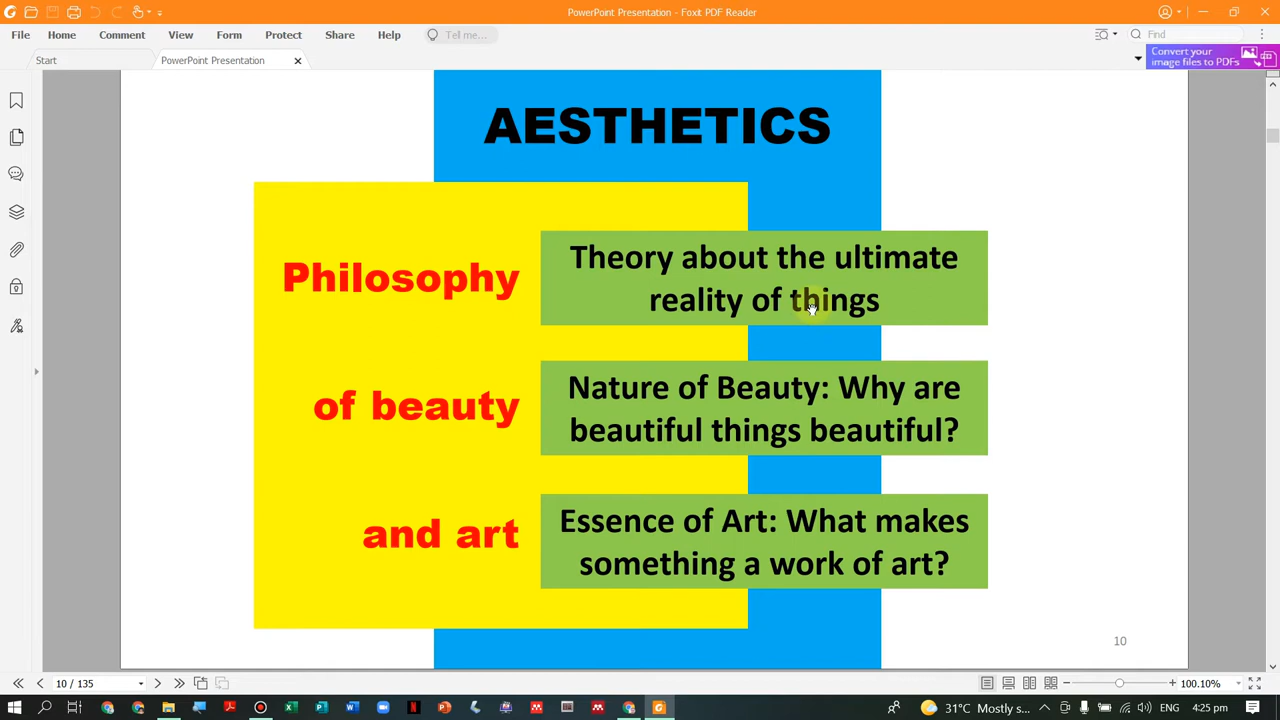 PowerPoint Presentation - Foxit PDF Reader
File Home Comment View Form Protect Share Help Tell me... Find
Start PowerPoint Presentation
Convert your
image files to PDFs
AESTHETICS
Philosophy
Theory about the ultimate
reality of things
of beauty
Nature of Beauty: Why are
beautiful things beautiful?
and art
Essence of Art: What makes
something a work of art?
10
10 / 135 100.10%
31°C Mostly s... ENG 4:25 pm